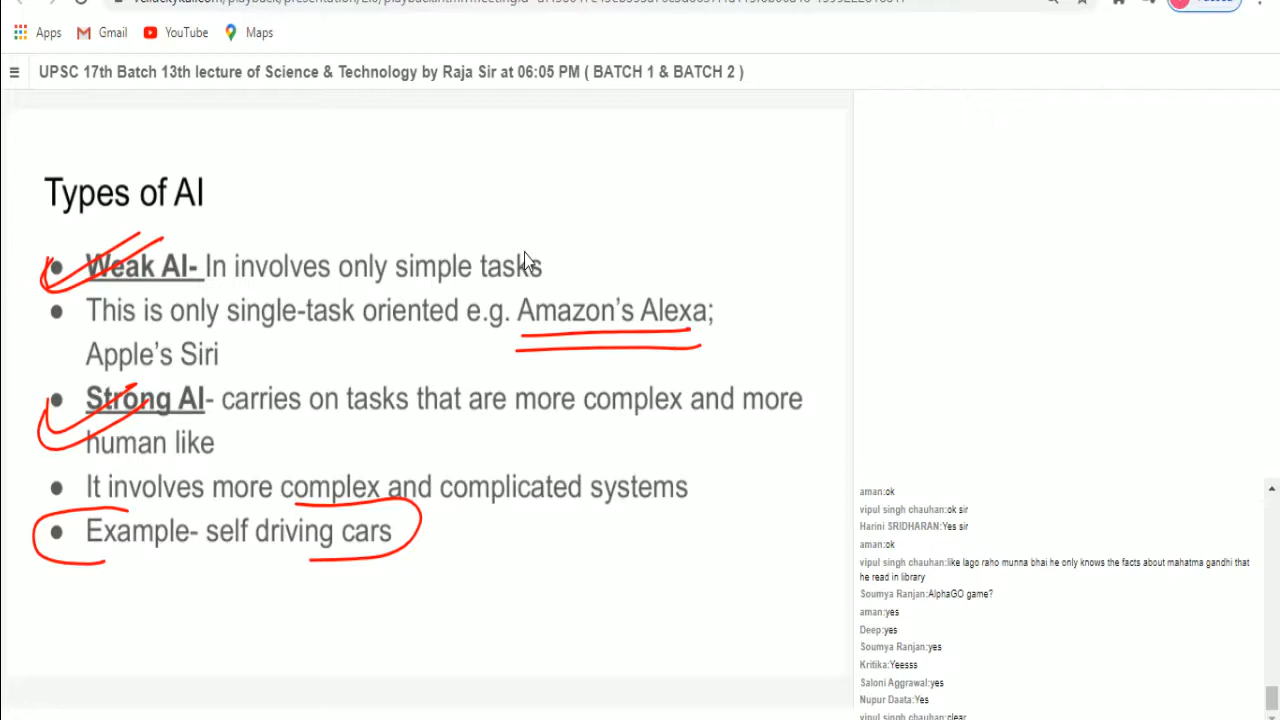 Apps Gmail YouTube Maps
UPSC 17th Batch 13th lecture of Science & Technology by Raja Sir at 06:05 PM ( BATCH 1 & BATCH 2 )
Types of AI
● Weak AI- In involves only simple tasks
● This is only single-task oriented e.g. Amazon's Alexa;
Apple's Siri
● Strong AI- carries on tasks that are more complex and more
human like
● It involves more complex and complicated systems
● Example- self driving cars
aman:ok
vipul singh chauhan:ok sir
Harini SRIDHARAN:Yes sir
aman:ok
vipul singh chauhan:like lago raho munna bhai he only knows the facts about mahatma gandhi that
he read in library
Soumya Ranjan:AlphaGO game?
aman:yes
Deep:yes
Soumya Ranjan:yes
Kritika:Yeesss
Saloni Aggrawal:yes
Nupur Daata:Yes
vipul singh chauhan:clear